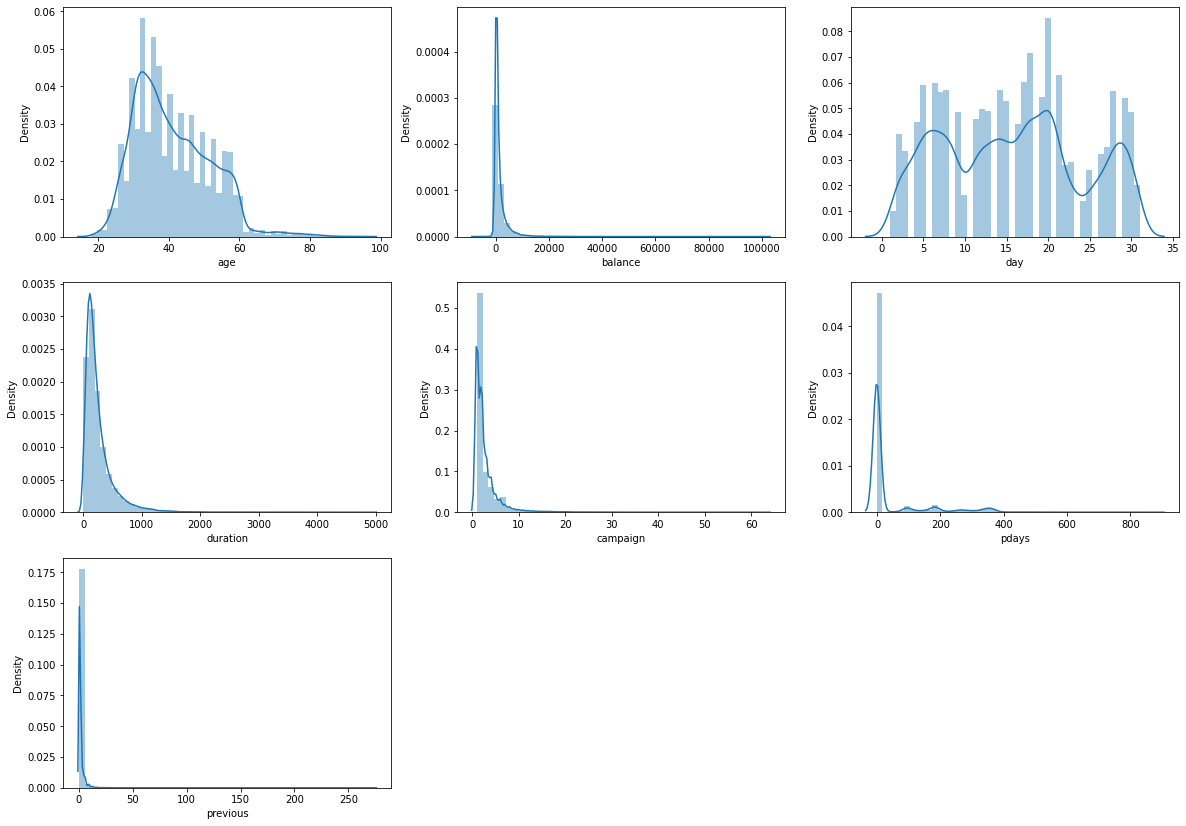 0.06
0.05
0.04
0.03
0.02
0.01
0.00
Density
20 40 60 80 100
age
0.0004
0.0003
0.0002
0.0001
0.0000
Density
0 20000 40000 60000 80000 100000
balance
0.08
0.07
0.06
0.05
0.04
0.03
0.02
0.01
0.00
Density
0 5 10 15 20 25 30 35
day
0.0035
0.0030
0.0025
0.0020
0.0015
0.0010
0.0005
0.0000
Density
0 1000 2000 3000 4000 5000
duration
0.5
0.4
0.3
0.2
0.1
0.0
Density
0 10 20 30 40 50 60
campaign
0.04
0.03
0.02
0.01
0.00
Density
0 200 400 600 800
pdays
0.175
0.150
0.125
0.100
0.075
0.050
0.025
0.000
Density
0 50 100 150 200 250
previous